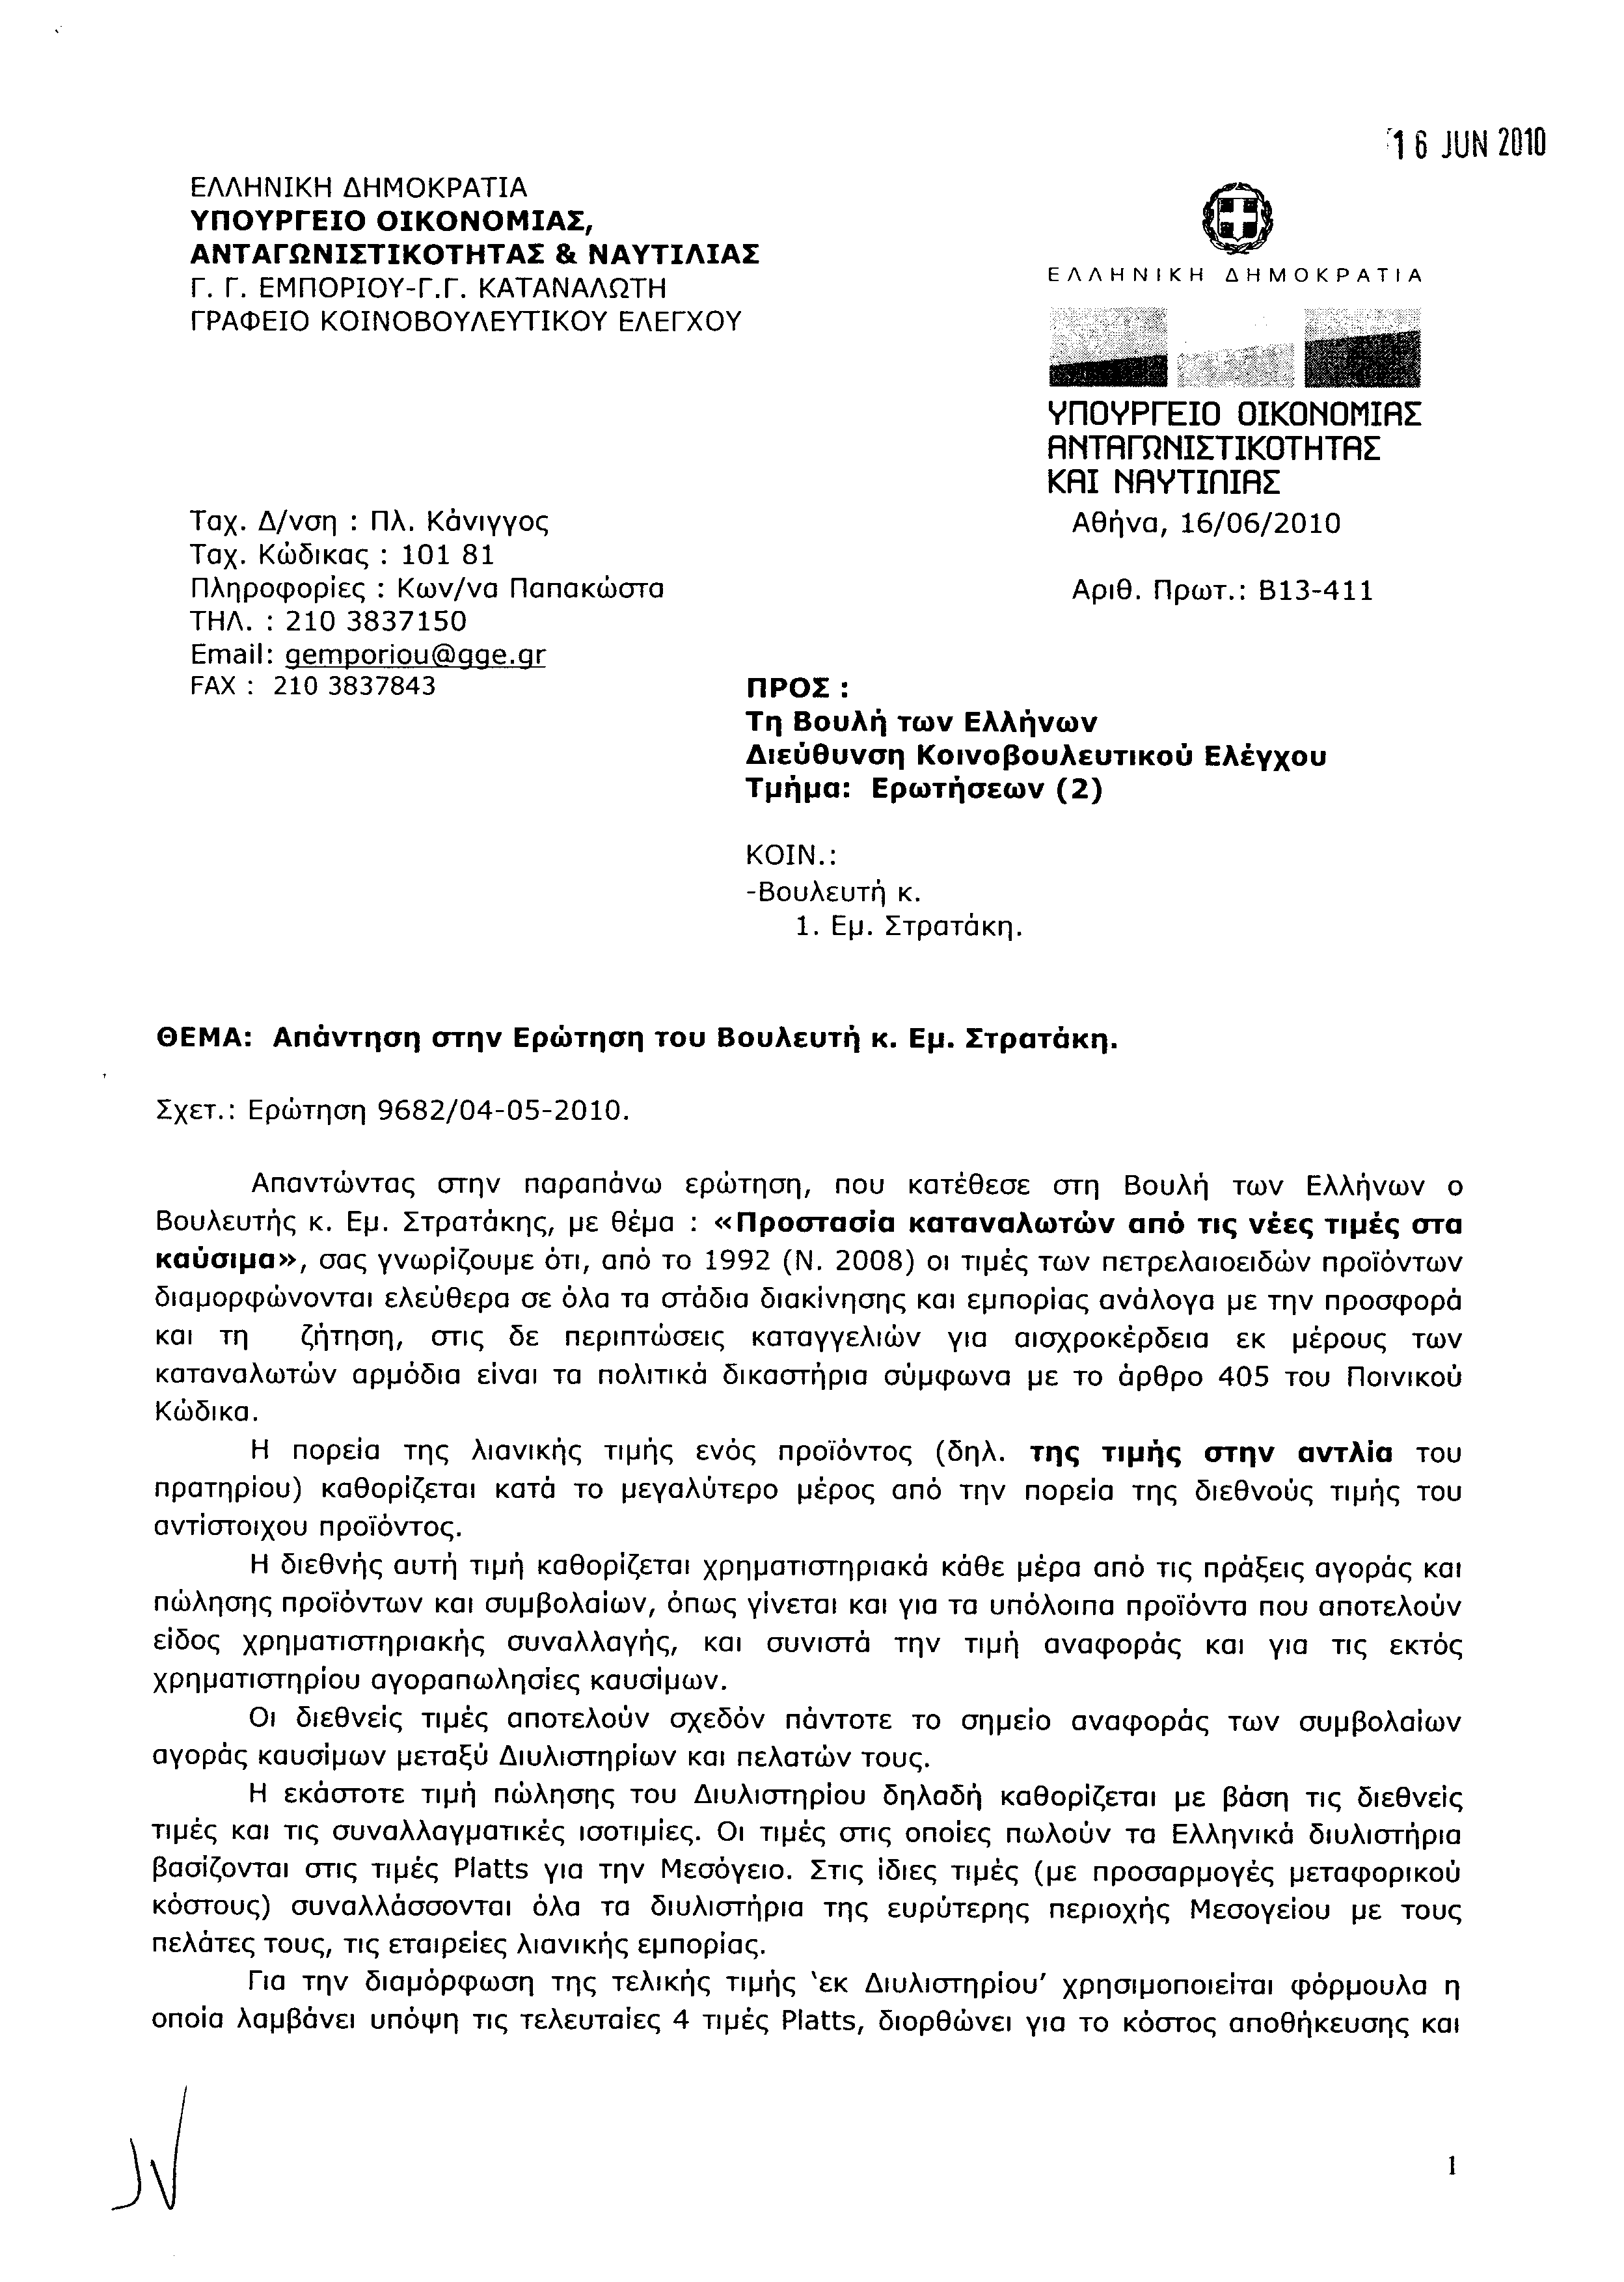 16 JUN 2010
ΕΛΛΗΝΙΚΗ ΔΗΜΟΚΡΑΤΙΑ
ΥΠΟΥΡΓΕΙΟ ΟΙΚΟΝΟΜΙΑΣ,
ΑΝΤΑΓΩΝΙΣΤΙΚΟΤΗΤΑΣ & ΝΑΥΤΙΛΙΑΣ
Γ. Γ. ΕΜΠΟΡΙΟΥ-Γ.Γ. ΚΑΤΑΝΑΛΩΤΗ
ΓΡΑΦΕΙΟ ΚΟΙΝΟΒΟΥΛΕΥΤΙΚΟΥ ΕΛΕΓΧΟΥ
ΕΛΛΗΝΙΚΗ ΔΗΜΟΚΡΑΤΙΑ
ΥΠΟΥΡΓΕΙΟ ΟΙΚΟΝΟΜΙΑΣ
ΑΝΤΑΓΩΝΙΣΤΙΚΟΤΗΤΑΣ
ΚΑΙ ΝΑΥΤΙΛΙΑΣ
Ταχ. Δ/νση : Πλ. Κάνιγγος
Ταχ. Κώδικας : 101 81
Πληροφορίες : Κων/να Παπακώστα
ΤΗΛ. : 210 3837150
Email: gemporiou@gge.gr
FAX : 210 3837843
Αθήνα, 16/06/2010
Αριθ. Πρωτ.: Β13-411
ΠΡΟΣ :
Τη Βουλή των Ελλήνων
Διεύθυνση Κοινοβουλευτικού Ελέγχου
Τμήμα: Ερωτήσεων (2)
ΚΟΙΝ.:
-Βουλευτή κ.
1. Εμ. Στρατάκη.
ΘΕΜΑ: Απάντηση στην Ερώτηση του Βουλευτή κ. Εμ. Στρατάκη.
Σχετ.: Ερώτηση 9682/04-05-2010.
Απαντώντας στην παραπάνω ερώτηση, που κατέθεσε στη Βουλή των Ελλήνων ο
Βουλευτής κ. Εμ. Στρατάκης, με θέμα : «Προστασία καταναλωτών από τις νέες τιμές στα
καύσιμα», σας γνωρίζουμε ότι, από το 1992 (Ν. 2008) οι τιμές των πετρελαιοειδών προϊόντων
διαμορφώνονται ελεύθερα σε όλα τα στάδια διακίνησης και εμπορίας ανάλογα με την προσφορά
και τη ζήτηση, στις δε περιπτώσεις καταγγελιών για αισχροκέρδεια εκ μέρους των
καταναλωτών αρμόδια είναι τα πολιτικά δικαστήρια σύμφωνα με το άρθρο 405 του Ποινικού
Κώδικα.
Η πορεία της λιανικής τιμής ενός προϊόντος (δηλ. της τιμής στην αντλία του
πρατηρίου) καθορίζεται κατά το μεγαλύτερο μέρος από την πορεία της διεθνούς τιμής του
αντίστοιχου προϊόντος.
Η διεθνής αυτή τιμή καθορίζεται χρηματιστηριακά κάθε μέρα από τις πράξεις αγοράς και
πώλησης προϊόντων και συμβολαίων, όπως γίνεται και για τα υπόλοιπα προϊόντα που αποτελούν
είδος χρηματιστηριακής συναλλαγής, και συνιστά την τιμή αναφοράς και για τις εκτός
χρηματιστηρίου αγοραπωλησίες καυσίμων.
Οι διεθνείς τιμές αποτελούν σχεδόν πάντοτε το σημείο αναφοράς των συμβολαίων
αγοράς καυσίμων μεταξύ Διυλιστηρίων και πελατών τους.
Η εκάστοτε τιμή πώλησης του Διυλιστηρίου δηλαδή καθορίζεται με βάση τις διεθνείς
τιμές και τις συναλλαγματικές ισοτιμίες. Οι τιμές στις οποίες πωλούν τα Ελληνικά διυλιστήρια
βασίζονται στις τιμές Platts για την Μεσόγειο. Στις ίδιες τιμές (με προσαρμογές μεταφορικού
κόστους) συναλλάσσονται όλα τα διυλιστήρια της ευρύτερης περιοχής Μεσογείου με τους
πελάτες τους, τις εταιρείες λιανικής εμπορίας.
Για την διαμόρφωση της τελικής τιμής 'εκ Διυλιστηρίου' χρησιμοποιείται φόρμουλα η
οποία λαμβάνει υπόψη τις τελευταίες 4 τιμές Platts, διορθώνει για το κόστος αποθήκευσης και
1